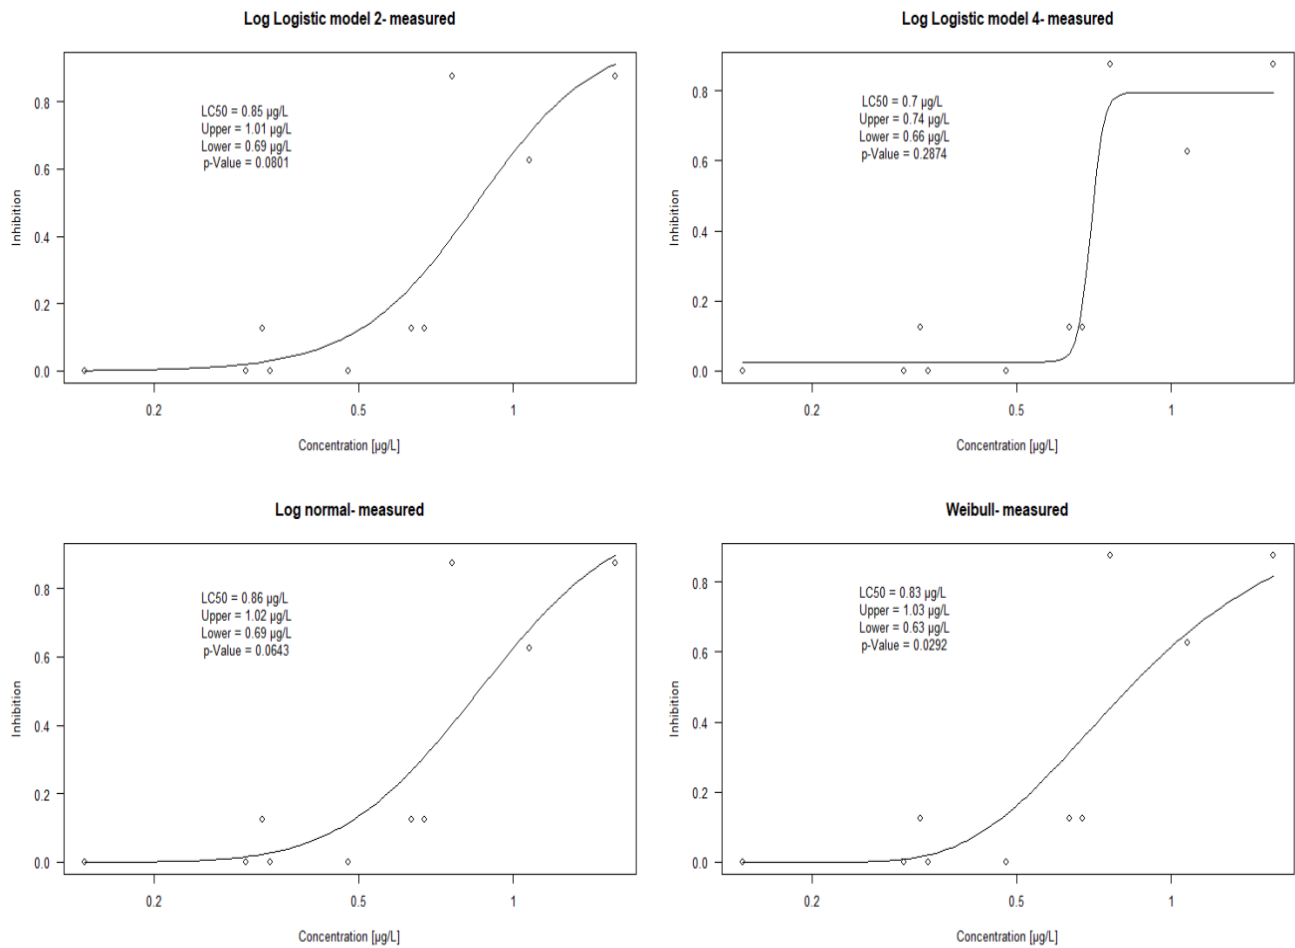 Log Logistic model 2- measured
LC50 = 0.85 µg/L
Upper = 1.01 µg/L
Lower = 0.69 µg/L
p-Value = 0.0801
Inhibition
0.8
0.6
0.4
0.2
0.0
0.2
0.5
1
Concentration [µg/L]
Log Logistic model 4- measured
LC50 = 0.7 µg/L
Upper = 0.74 µg/L
Lower = 0.66 µg/L
p-Value = 0.2874
Inhibition
0.8
0.6
0.4
0.2
0.0
0.2
0.5
1
Concentration [µg/L]
Log normal- measured
LC50 = 0.86 µg/L
Upper = 1.02 µg/L
Lower = 0.69 µg/L
p-Value = 0.0643
Inhibition
0.8
0.6
0.4
0.2
0.0
0.2
0.5
1
Concentration [µg/L]
Weibull- measured
LC50 = 0.83 µg/L
Upper = 1.03 µg/L
Lower = 0.63 µg/L
p-Value = 0.0292
Inhibition
0.8
0.6
0.4
0.2
0.0
0.2
0.5
1
Concentration [µg/L]